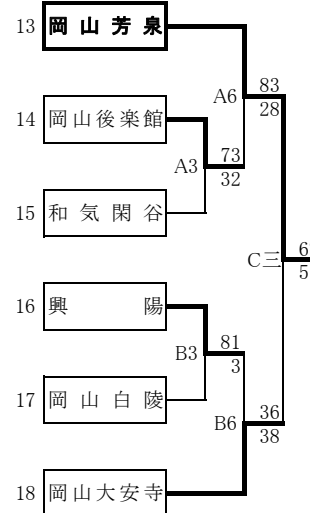 13 岡山芳泉
A6 83
28
14 岡山後楽館
A3 73
32
15 和気閑谷
C三 6
5
16 興陽
B3 81
3
17 岡山白陵
B6 36
38
18 岡山大安寺